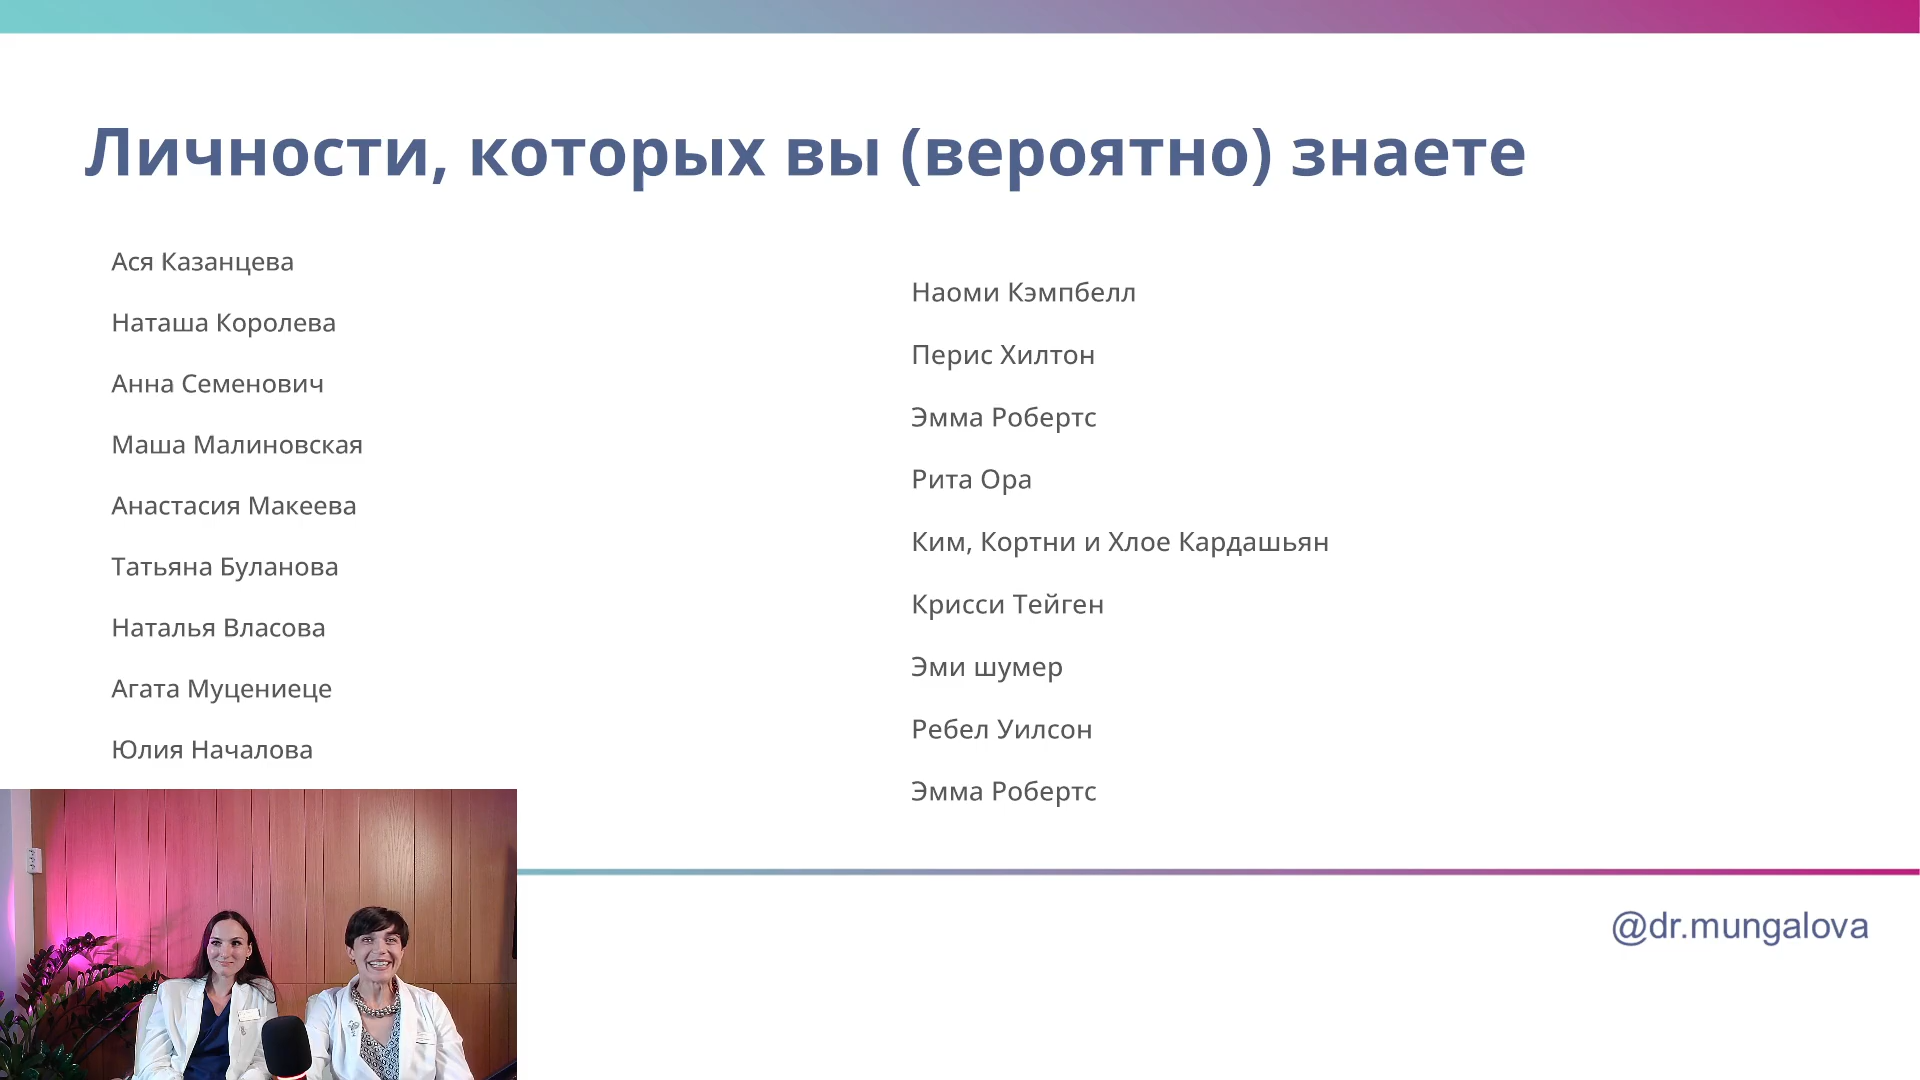 Личности, которых вы (вероятно) знаете
Ася Казанцева
Наташа Королева
Анна Семенович
Маша Малиновская
Анастасия Макеева
Татьяна Буланова
Наталья Власова
Агата Муцениеце
Юлия Началова
Наоми Кэмпбелл
Перис Хилтон
Эмма Робертс
Рита Ора
Ким, Кортни и Хлое Кардашьян
Крисси Тейген
Эми шумер
Ребел Уилсон
Эмма Робертс
@dr.mungalova